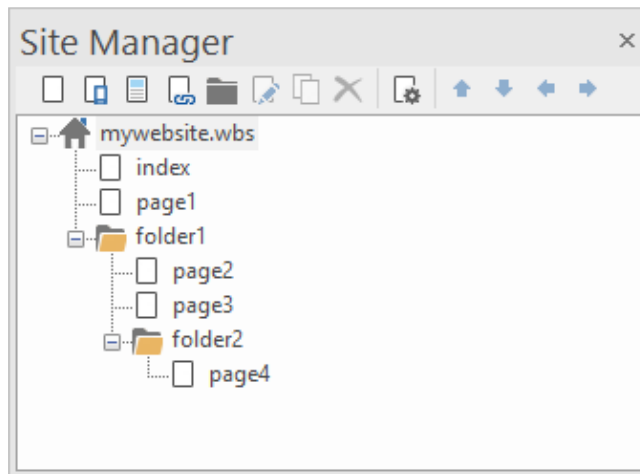 Site Manager
mywebsite.wbs
index
page1
folder1
page2
page3
folder2
page4